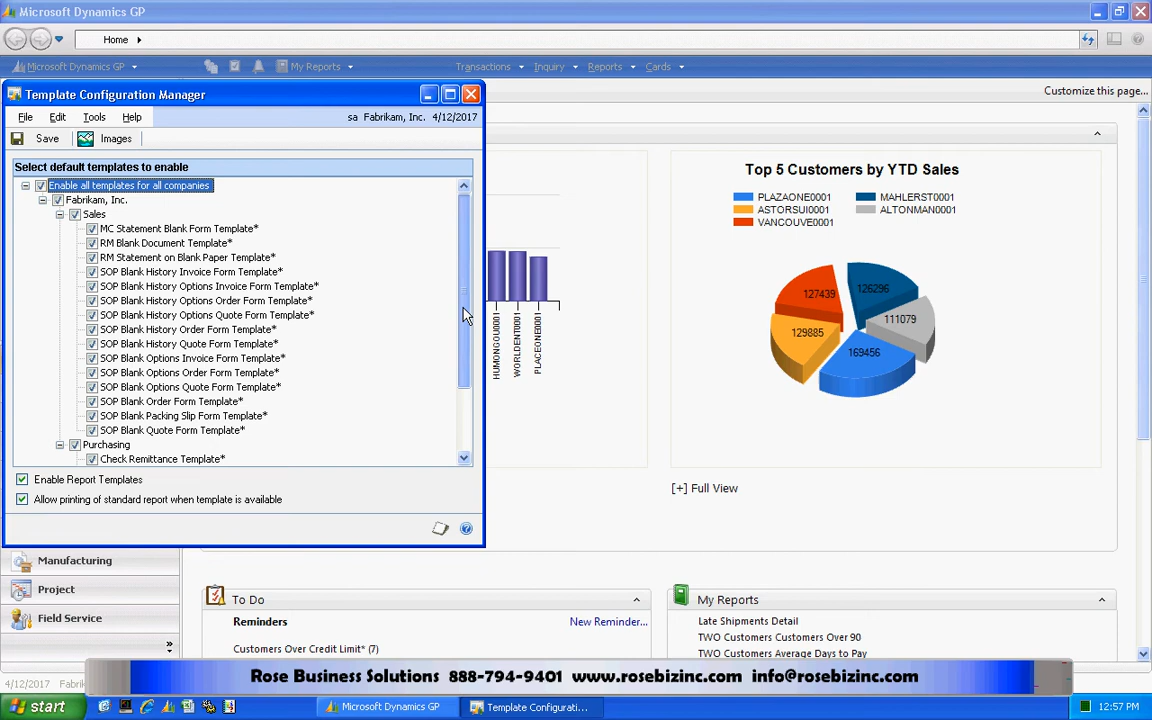 Microsoft Dynamics GP
Home
Microsoft Dynamics GP
My Reports
Transactions
Inquiry
Reports
Cards
Customize this page...
Template Configuration Manager
File Edit Tools Help
sa Fabrikam, Inc. 4/12/2017
Save
Images
Select default templates to enable
Enable all templates for all companies
Fabrikam, Inc.
Sales
MC Statement Blank Form Template*
RM Blank Document Template*
RM Statement on Blank Paper Template*
SOP Blank History Invoice Form Template*
SOP Blank History Options Invoice Form Template*
SOP Blank History Options Order Form Template*
SOP Blank History Options Quote Form Template*
SOP Blank History Order Form Template*
SOP Blank History Quote Form Template*
SOP Blank Options Invoice Form Template*
SOP Blank Options Order Form Template*
SOP Blank Options Quote Form Template*
SOP Blank Order Form Template*
SOP Blank Packing Slip Form Template*
SOP Blank Quote Form Template*
Purchasing
Check Remittance Template*
Enable Report Templates
Allow printing of standard report when template is available
HUMONGOU0001
WORLDENT0001
PLACEONE0001
Top 5 Customers by YTD Sales
PLAZAONE0001
MAHLERST0001
ASTORSUI0001
ALTONMAN0001
VANCOUVE0001
127439
126296
129885
111079
169456
[+] Full View
Manufacturing
Project
Field Service
To Do
Reminders
New Reminder...
Customers Over Credit Limit* (7)
My Reports
Late Shipments Detail
TWO Customers Customers Over 90
TWO Customers Average Days to Pay
4/12/2017 Fabrik
Rose Business Solutions 888-794-9401 www.rosebizinc.com info@rosebizinc.com
start
Microsoft Dynamics GP
Template Configurati...
12:57 PM